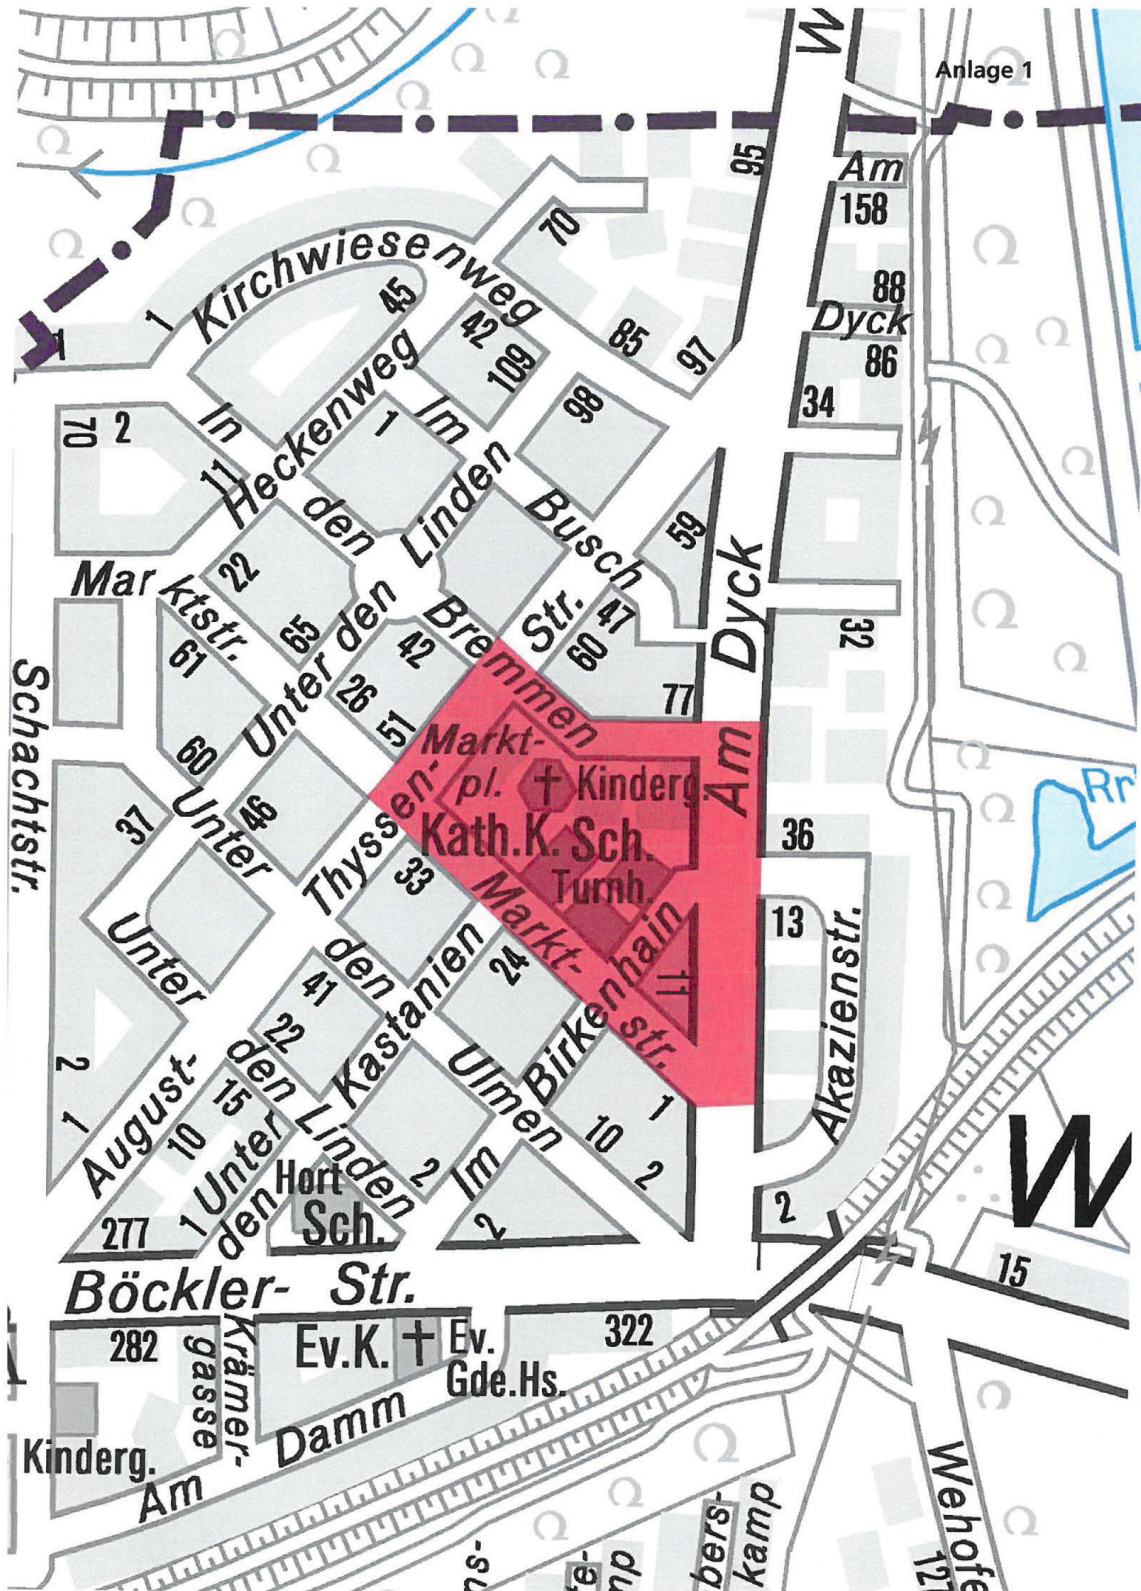 W
Anlage 1
95
Am
158
70
88
Kirchwiesenweg
45
1
1
42
85
Dyck
97
86
109
34
98
70
2
In
Heckenweg
1
Im
11
den
Linden
Busch
59
22
Marktstr.
Unter den
Bremmen
Str.
47
Dyck
65
42
60
32
61
26
77
Schachtstr.
51
Markt-
pl.
Kinderg.
Am
60
46
Thyssen-
Kath.K.
Sch.
36
Rr
37
Unter
33
Turnh.
Markt-
str.
13
Unter
den
24
Birkenhain
11
Akazienstr.
41
Kastanien
22
den Linden
Ulmen
2
1
August-
15
10
1
10
2
Unter
den
Hort
Sch.
2
Im
2
2
W
277
1
15
Böckler- Str.
282
Krämer-
gasse
Ev.K.
Ev.
Gde.Hs.
322
Kinderg.
Am
Damm
Wehofe
bers-
kamp